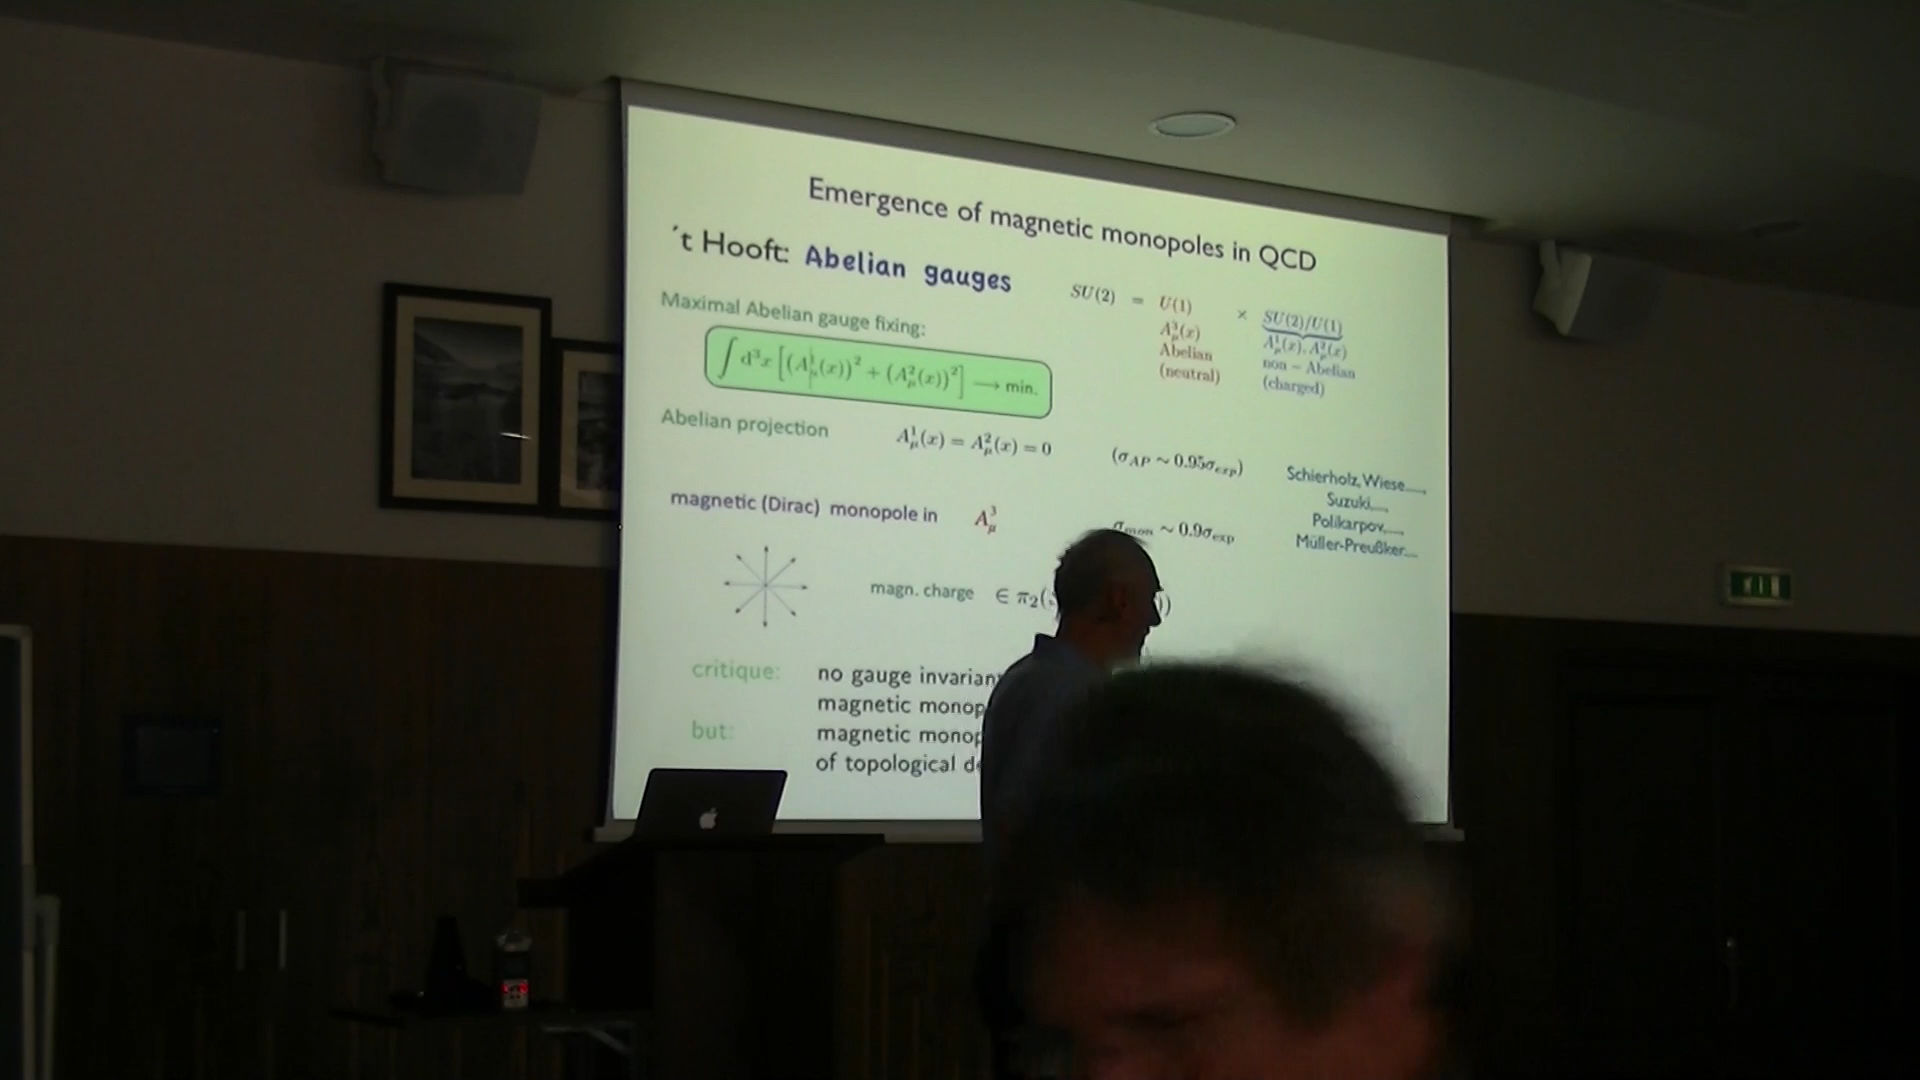 Emergence of magnetic monopoles in QCD
´t Hooft: Abelian gauges
SU(2) = U(1) × SU(2)/U(1)
A³μ(x) A¹μ(x), A²μ(x)
Abelian non − Abelian
(neutral) (charged)
Maximal Abelian gauge fixing:
∫ d³x [(A¹μ(x))² + (A²μ(x))²] ⟶ min.
Abelian projection A¹μ(x) = A²μ(x) = 0 (σAP ∼ 0.95σexp)
Schierholz, Wiese....,
Suzuki,....,
Polikarpov,....,
Müller-Preußker....
magnetic (Dirac) monopole in A³μ σmon ∼ 0.9σexp
magn. charge ∈ π₂(
))
critique: no gauge invarian
magnetic monop
but: magnetic monop
of topological d